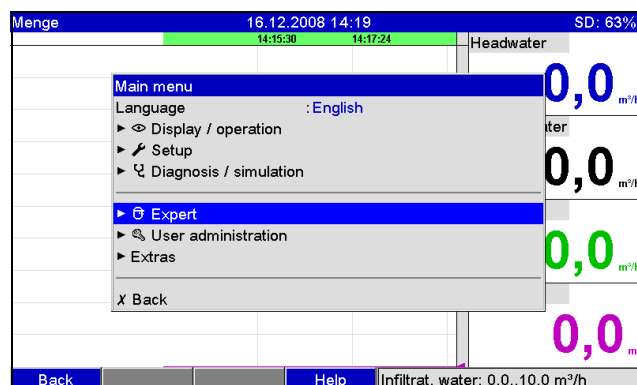 Menge 16.12.2008 14:19 SD: 63%
14:15:30 14:17:24
Headwater
0,0 m³/h
Main menu
Language : English
► Display / operation
► Setup
► Diagnosis / simulation
► Expert
► User administration
► Extras
X Back
0,0 m³/h
0,0 m³/h
0,0
Back Help Infiltrat. water: 0,0..10,0 m³/h